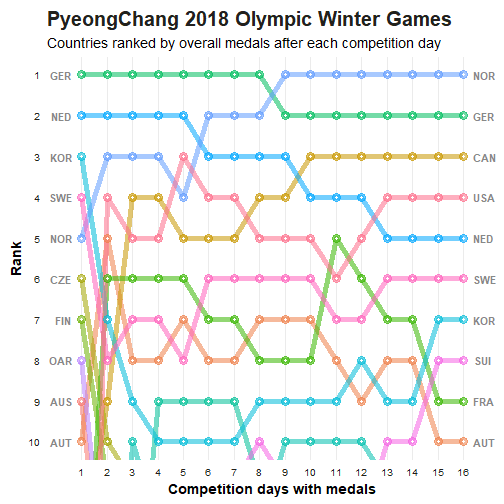 PyeongChang 2018 Olympic Winter Games
Countries ranked by overall medals after each competition day
1 GER NOR
2 NED GER
3 KOR CAN
4 SWE USA
5 NOR NED
6 CZE SWE
7 FIN KOR
8 OAR SUI
9 AUS FRA
10 AUT AUT
Rank
1 2 3 4 5 6 7 8 9 10 11 12 13 14 15 16
Competition days with medals